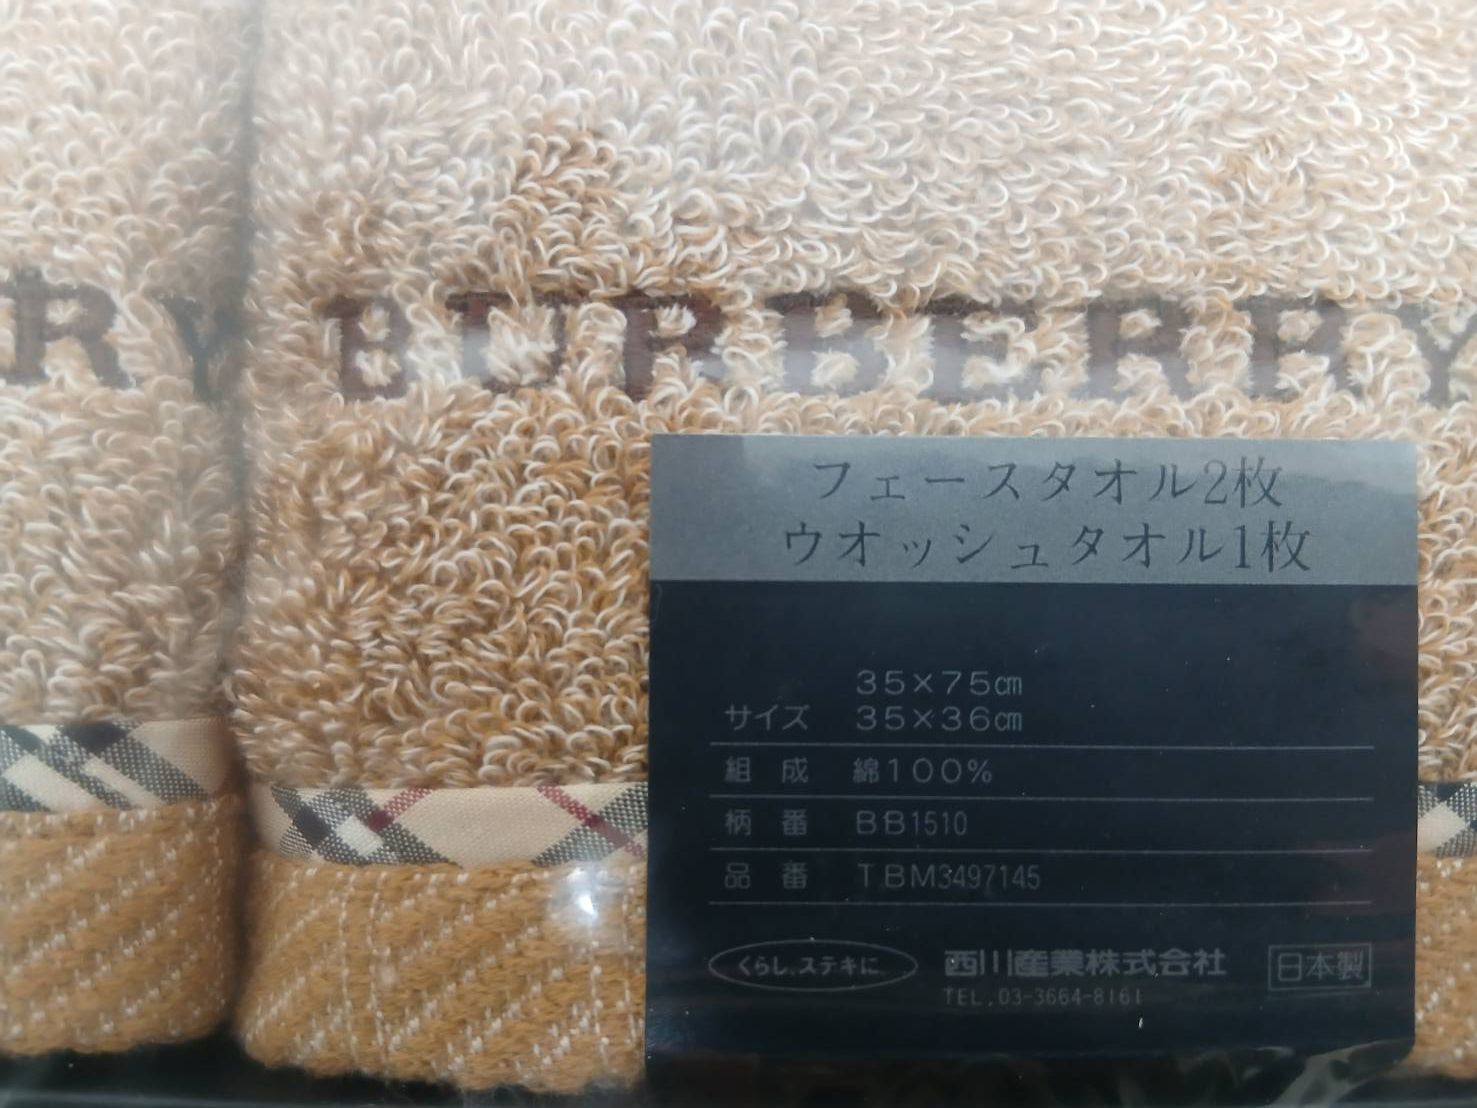 RRY
BURBERRY
フェースタオル2枚
ウオッシュタオル1枚
35×75㎝
サイズ 35×36㎝
組成 綿100%
柄番 BB1510
品番 TBM3497145
くらし、ステキに 西川産業株式会社 日本製
TEL.03-3664-8161